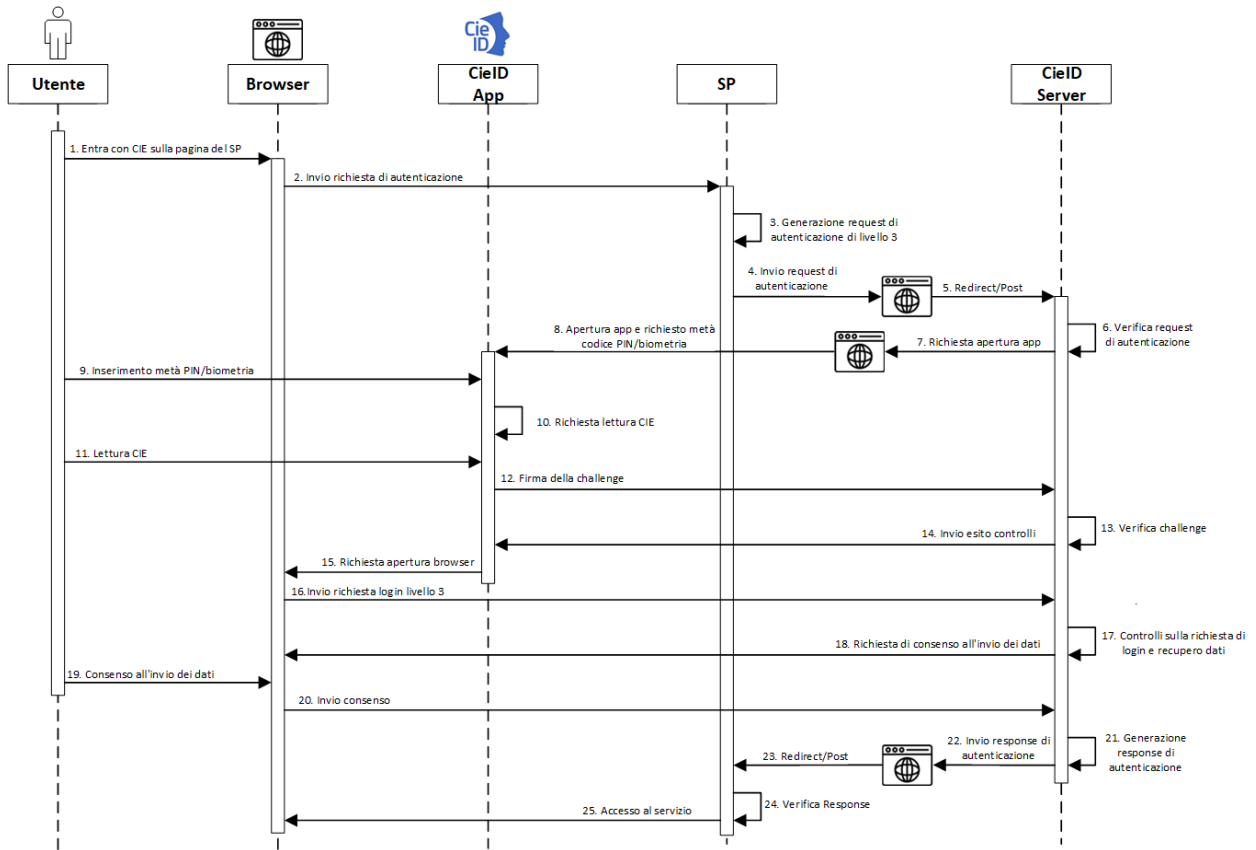 Cie
ID
Utente
Browser
CieID
App
SP
CieID
Server
1. Entra con CIE sulla pagina del SP
2. Invio richiesta di autenticazione
3. Generazione request di
autenticazione di livello 3
4. Invio request di
autenticazione
5. Redirect/Post
6. Verifica request
di autenticazione
7. Richiesta apertura app
8. Apertura app e richiesto metà
codice PIN/biometria
9. Inserimento metà PIN/biometria
10. Richiesta lettura CIE
11. Lettura CIE
12. Firma della challenge
13. Verifica challenge
14. Invio esito controlli
15. Richiesta apertura browser
16.Invio richiesta login livello 3
17. Controlli sulla richiesta di
login e recupero dati
18. Richiesta di consenso all'invio dei dati
19. Consenso all'invio dei dati
20. Invio consenso
21. Generazione
response di
autenticazione
22. Invio response di
autenticazione
23. Redirect/Post
24. Verifica Response
25. Accesso al servizio